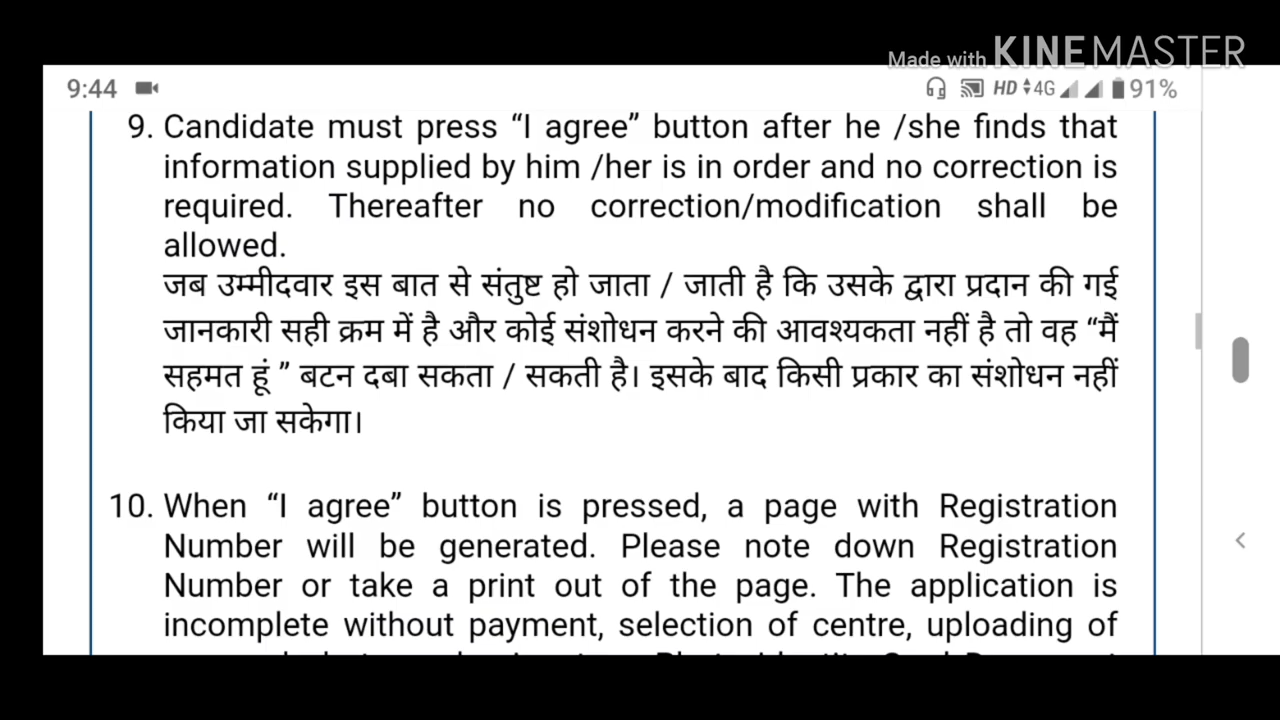 Made with KINEMASTER
9:44 HD 4G 91%
9. Candidate must press “I agree” button after he /she finds that
information supplied by him /her is in order and no correction is
required. Thereafter no correction/modification shall be
allowed.
जब उम्मीदवार इस बात से संतुष्ट हो जाता / जाती है कि उसके द्वारा प्रदान की गई
जानकारी सही क्रम में है और कोई संशोधन करने की आवश्यकता नहीं है तो वह “मैं
सहमत हूं ” बटन दबा सकता / सकती है। इसके बाद किसी प्रकार का संशोधन नहीं
किया जा सकेगा।
10. When “I agree” button is pressed, a page with Registration
Number will be generated. Please note down Registration
Number or take a print out of the page. The application is
incomplete without payment, selection of centre, uploading of